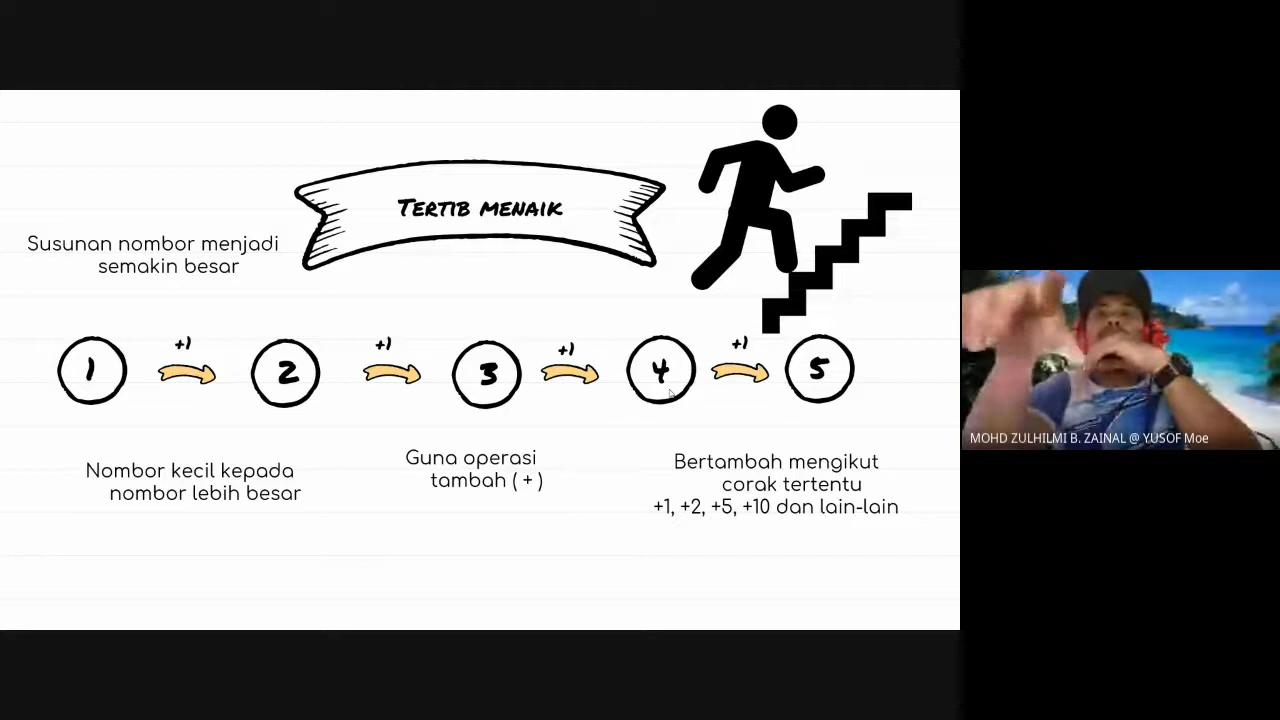 TERTIB MENAIK
Susunan nombor menjadi
semakin besar
+1
+1
+1
+1
1
2
3
4
5
Nombor kecil kepada
nombor lebih besar
Guna operasi
tambah ( + )
Bertambah mengikut
corak tertentu
+1, +2, +5, +10 dan lain-lain
MOHD ZULHILMI B. ZAINAL @ YUSOF Moe